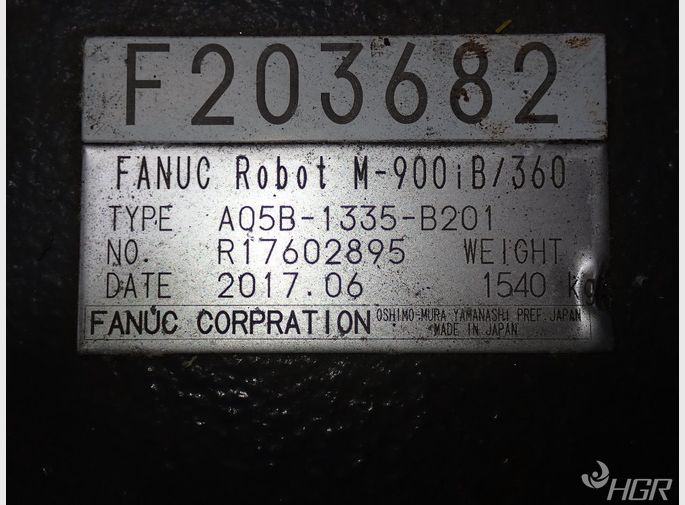 F203682
FANUC Robot M-900iB/360
TYPE A05B-1335-B201
NO. R17602895 WEIGHT
DATE 2017.06 1540 kg
FANUC CORPRATION OSHIMO-MURA YAMANASHI PREF.JAPAN
MADE IN JAPAN
HGR